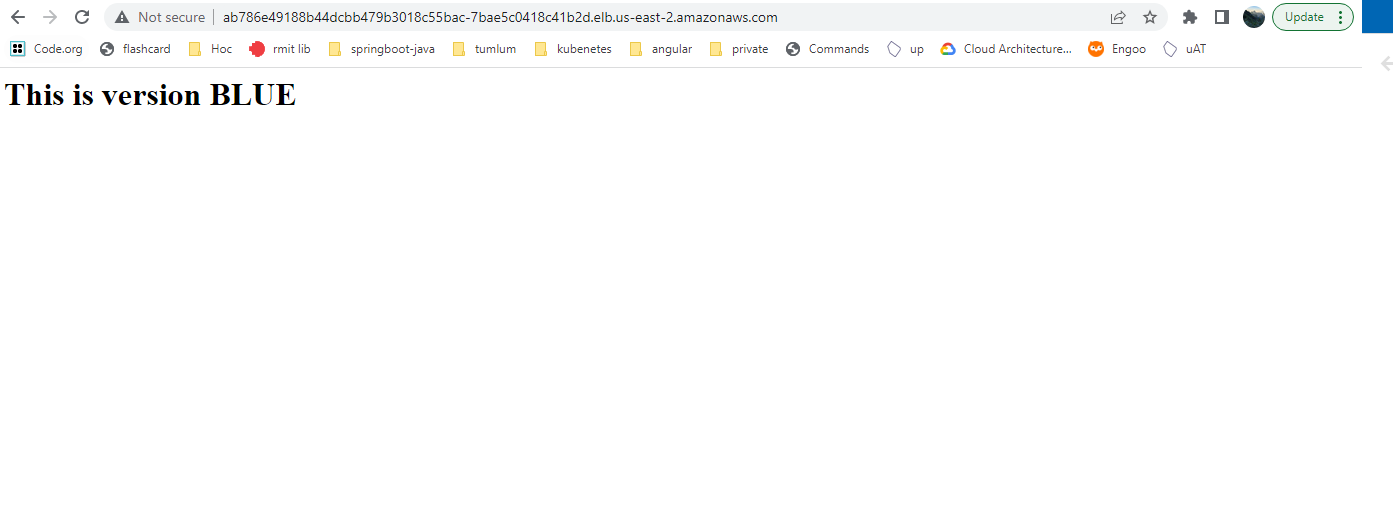 Not secure ab786e49188b44dcbb479b3018c55bac-7bae5c0418c41b2d.elb.us-east-2.amazonaws.com Update
Code.org flashcard Hoc rmit lib springboot-java tumlum kubenetes angular private Commands up Cloud Architecture... Engoo uAT
This is version BLUE